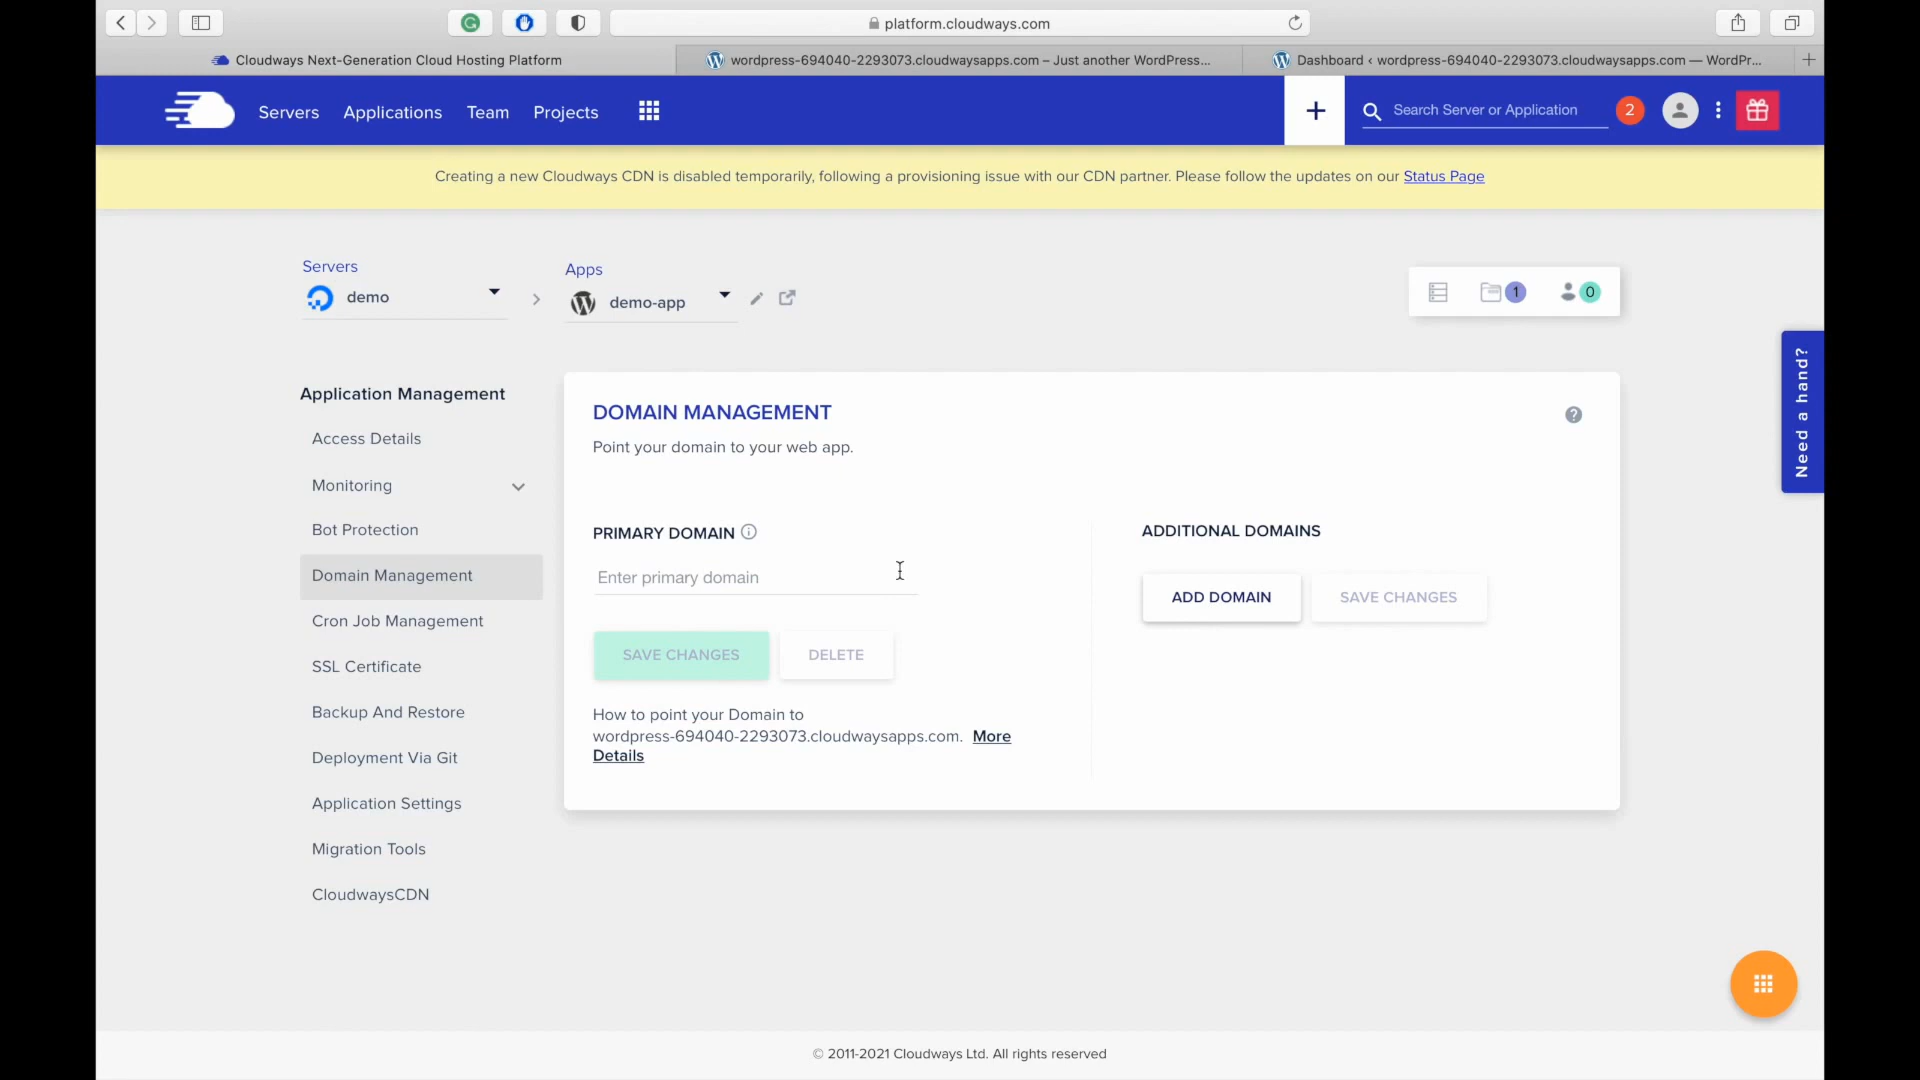 platform.cloudways.com
Cloudways Next-Generation Cloud Hosting Platform
wordpress-694040-2293073.cloudwaysapps.com – Just another WordPress...
Dashboard ‹ wordpress-694040-2293073.cloudwaysapps.com — WordPr...
Servers
Applications
Team
Projects
Search Server or Application
2
Creating a new Cloudways CDN is disabled temporarily, following a provisioning issue with our CDN partner. Please follow the updates on our Status Page
Servers
demo
Apps
demo-app
1
0
Need a hand?
Application Management
Access Details
Monitoring
Bot Protection
Domain Management
Cron Job Management
SSL Certificate
Backup And Restore
Deployment Via Git
Application Settings
Migration Tools
CloudwaysCDN
DOMAIN MANAGEMENT
Point your domain to your web app.
PRIMARY DOMAIN
Enter primary domain
SAVE CHANGES
DELETE
How to point your Domain to
wordpress-694040-2293073.cloudwaysapps.com. More
Details
ADDITIONAL DOMAINS
ADD DOMAIN
SAVE CHANGES
© 2011-2021 Cloudways Ltd. All rights reserved